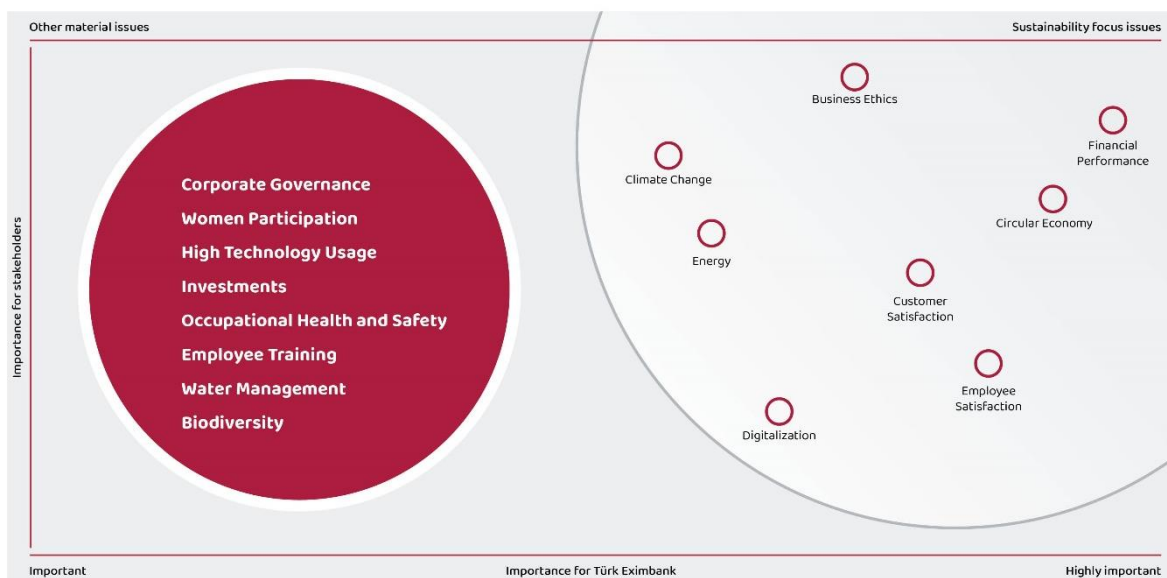 Other material issues
Sustainability focus issues
Importance for stakeholders
Corporate Governance
Women Participation
High Technology Usage
Investments
Occupational Health and Safety
Employee Training
Water Management
Biodiversity
Business Ethics
Financial
Performance
Climate Change
Circular Economy
Energy
Customer
Satisfaction
Employee
Satisfaction
Digitalization
Important
Importance for Türk Eximbank
Highly important